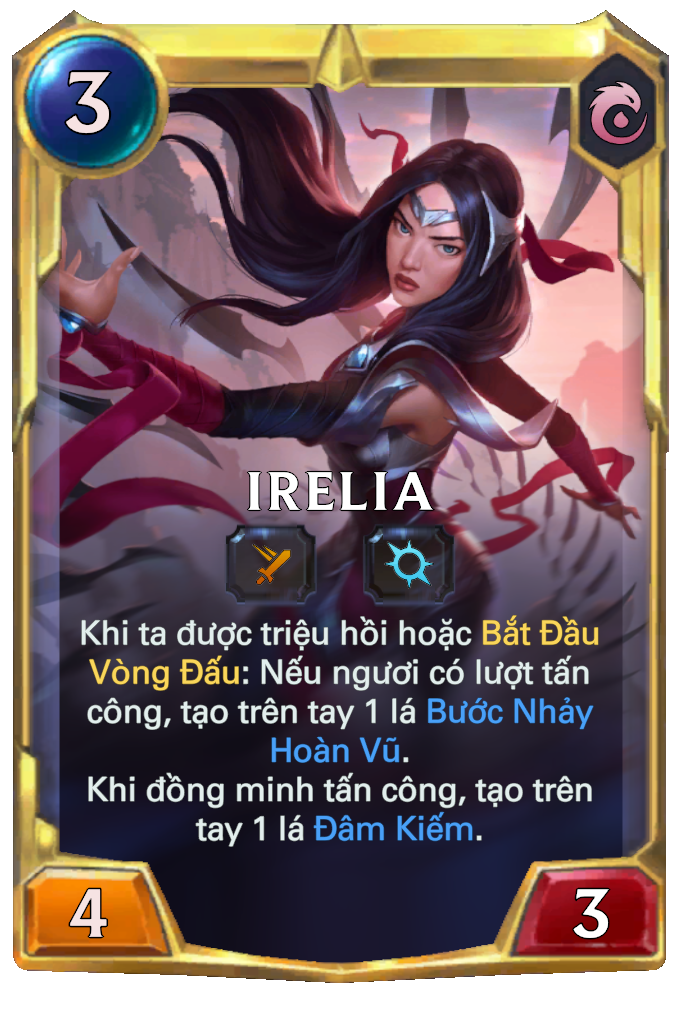 3
IRELIA
Khi ta được triệu hồi hoặc Bắt Đầu
Vòng Đấu: Nếu ngươi có lượt tấn
công, tạo trên tay 1 lá Bước Nhảy
Hoàn Vũ.
Khi đồng minh tấn công, tạo trên
tay 1 lá Đâm Kiếm.
4
3